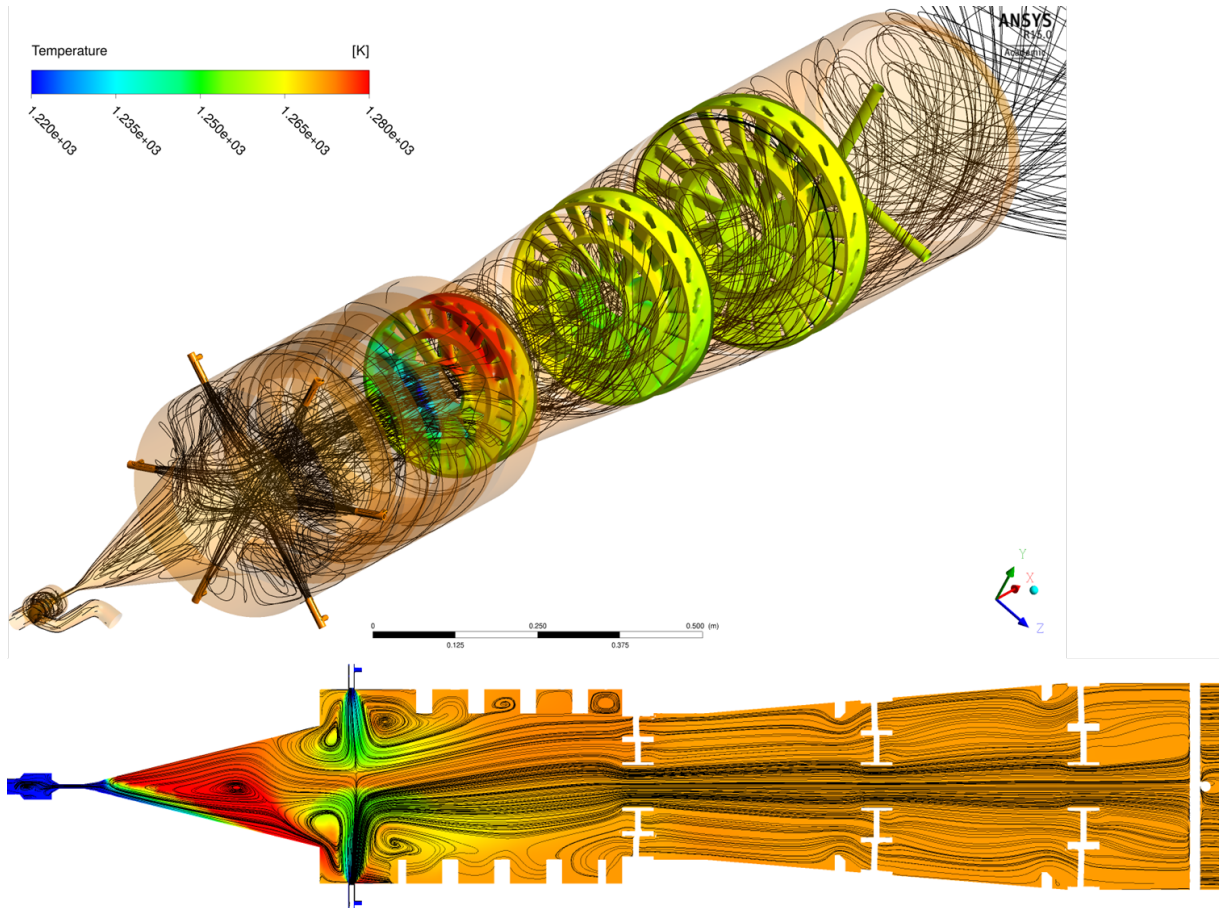 ANSYS
R15.0
Academic
Temperature [K]
1.220e+03
1.235e+03
1.250e+03
1.265e+03
1.280e+03
Y
X
Z
0 0.250 0.500 (m)
0.125 0.375